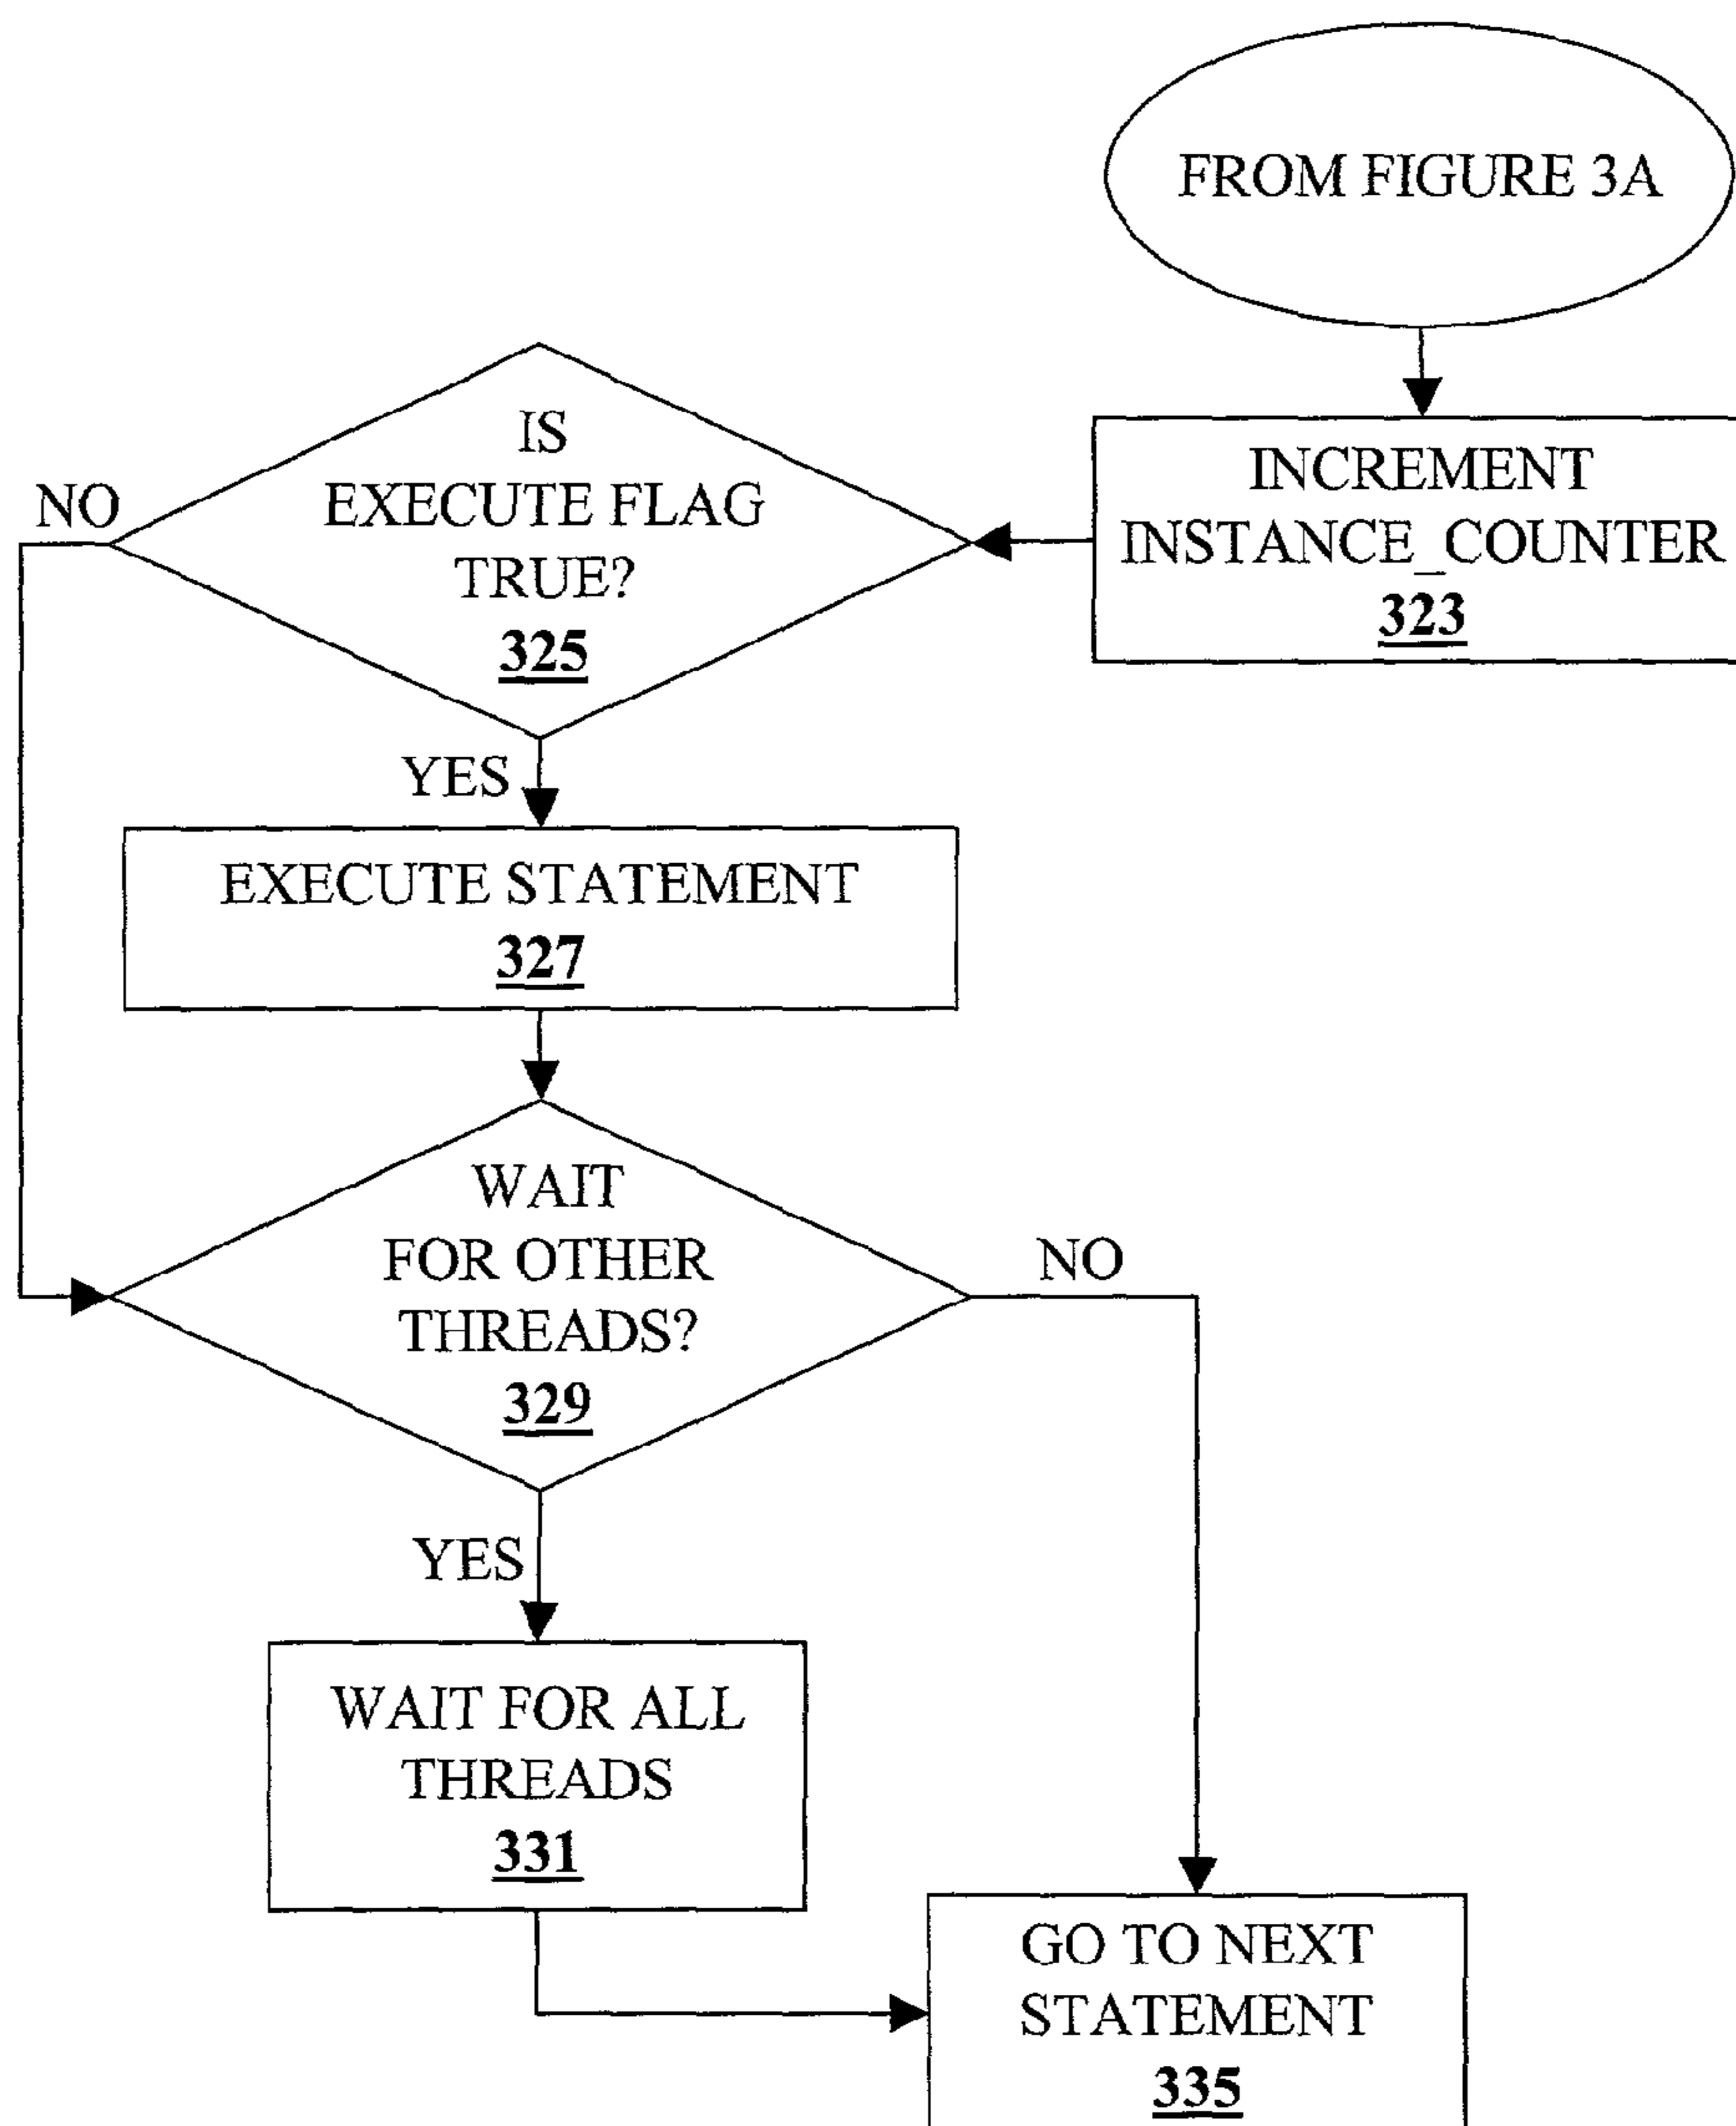 FROM FIGURE 3A
INCREMENT
INSTANCE_COUNTER
323
IS
EXECUTE FLAG
TRUE?
325
NO
YES
EXECUTE STATEMENT
327
WAIT
FOR OTHER
THREADS?
329
NO
YES
WAIT FOR ALL
THREADS
331
GO TO NEXT
STATEMENT
335